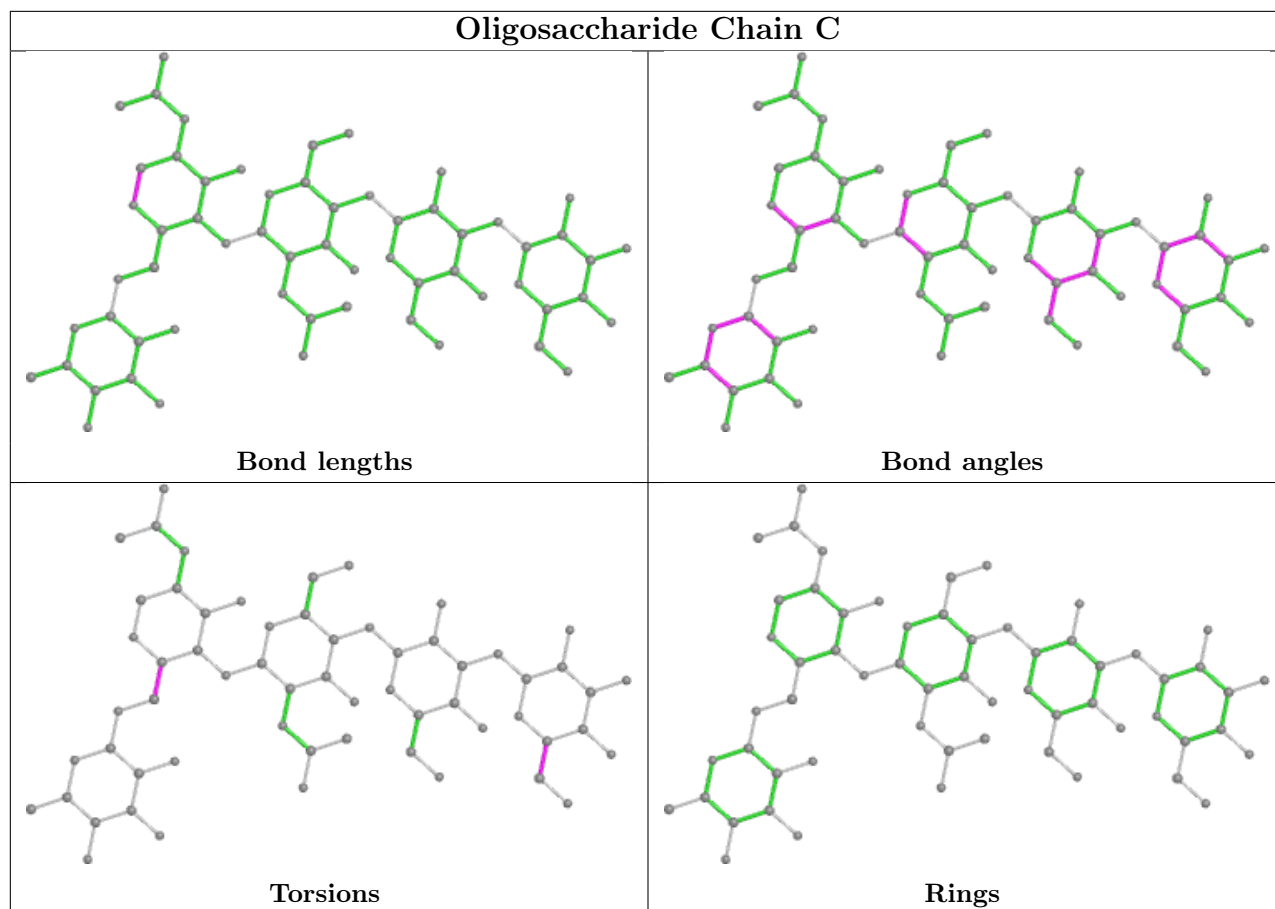 Oligosaccharide Chain C
Bond lengths
Bond angles
Torsions
Rings